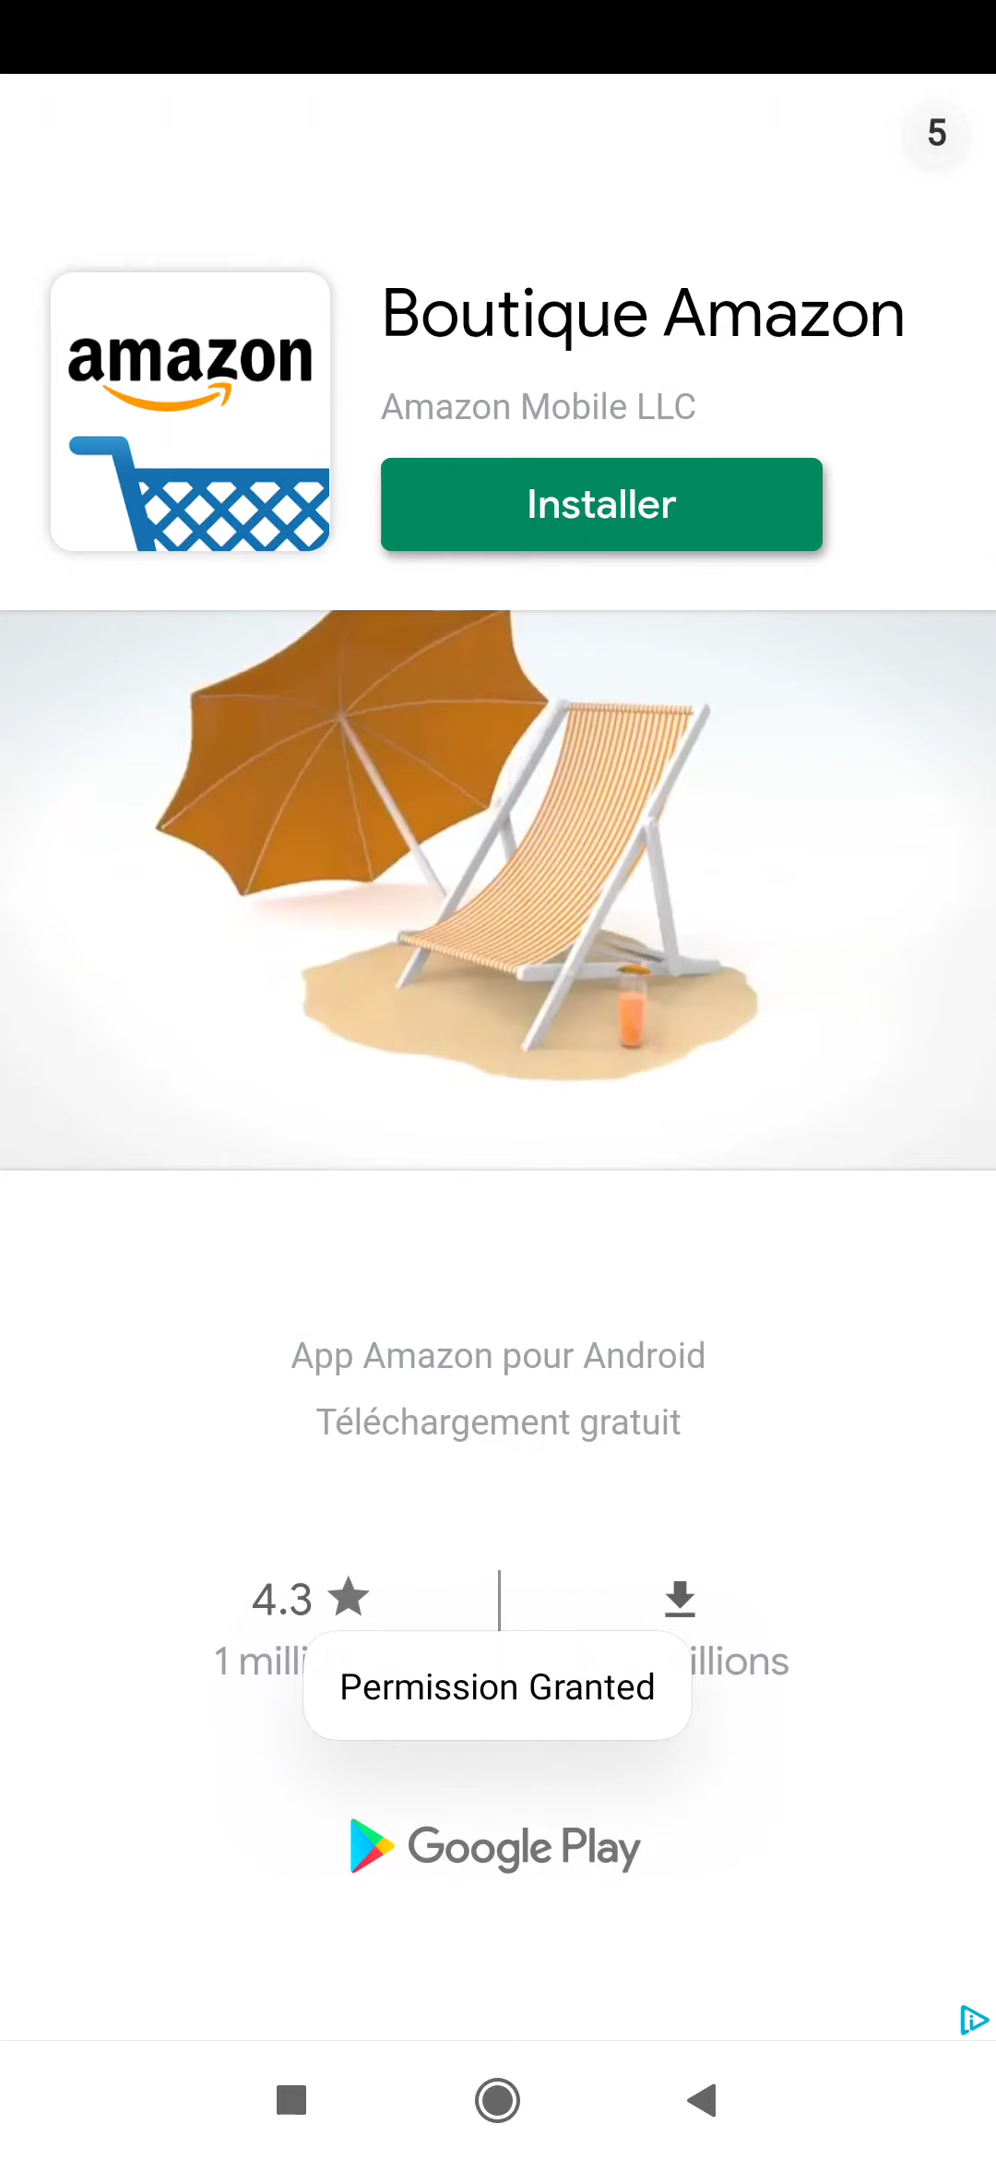 5
amazon
Boutique Amazon
Amazon Mobile LLC
Installer
App Amazon pour Android
Téléchargement gratuit
4.3
1
Permission Granted
Google Play